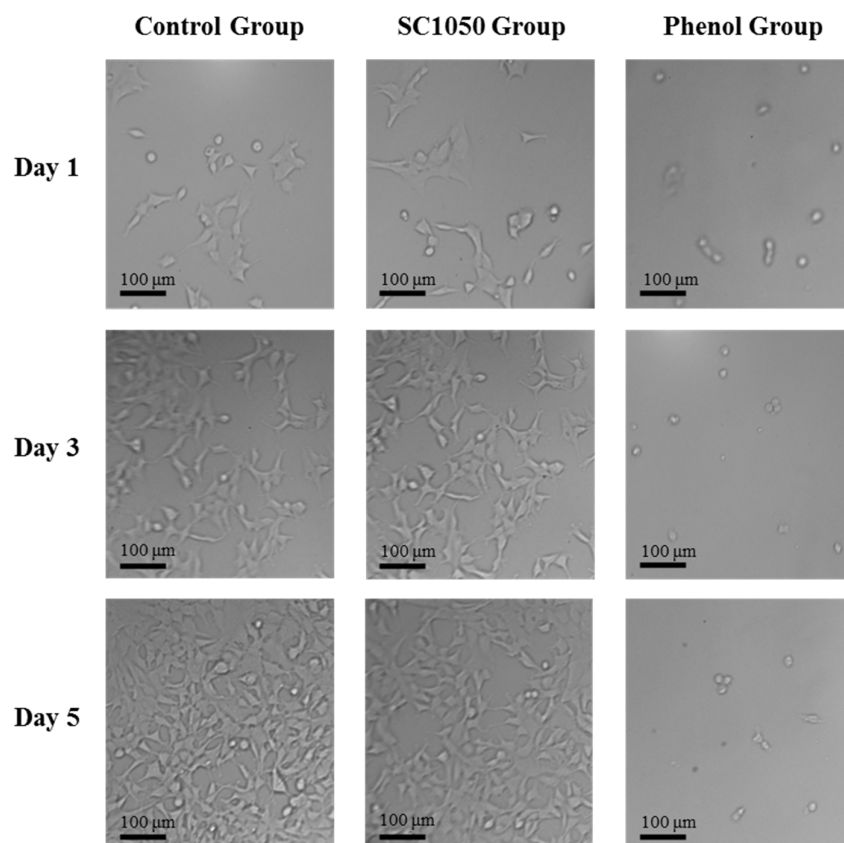 Control Group SC1050 Group Phenol Group
Day 1
100 μm 100 μm 100 μm
Day 3
100 μm 100 μm 100 μm
Day 5
100 μm 100 μm 100 μm